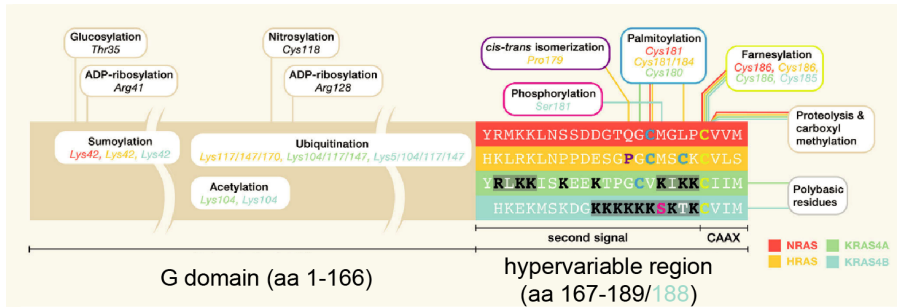 Glucosylation
Thr35
ADP-ribosylation
Arg41
Nitrosylation
Cys118
ADP-ribosylation
Arg128
Sumoylation
Lys42, Lys42, Lys42
Ubiquitination
Lys117/147/170, Lys104/117/147, Lys5/104/117/147
Acetylation
Lys104, Lys104
cis-trans isomerization
Pro179
Phosphorylation
Ser181
Palmitoylation
Cys181
Cys181/184
Cys180
Farnesylation
Cys186, Cys186,
Cys186, Cys185
Proteolysis &
carboxyl
methylation
Polybasic
residues
YRMKKLNSSDDGTQGCMGLPCVVM
HKLRKLNPPDESGPGCMSCKCVLS
YRLKKISKEEKTPGCVKIKKCIIM
HKEKMSKDGKKKKKKSKTKCVIM
second signal
CAAX
G domain (aa 1-166)
hypervariable region
(aa 167-189/188)
NRAS
HRAS
KRAS4A
KRAS4B